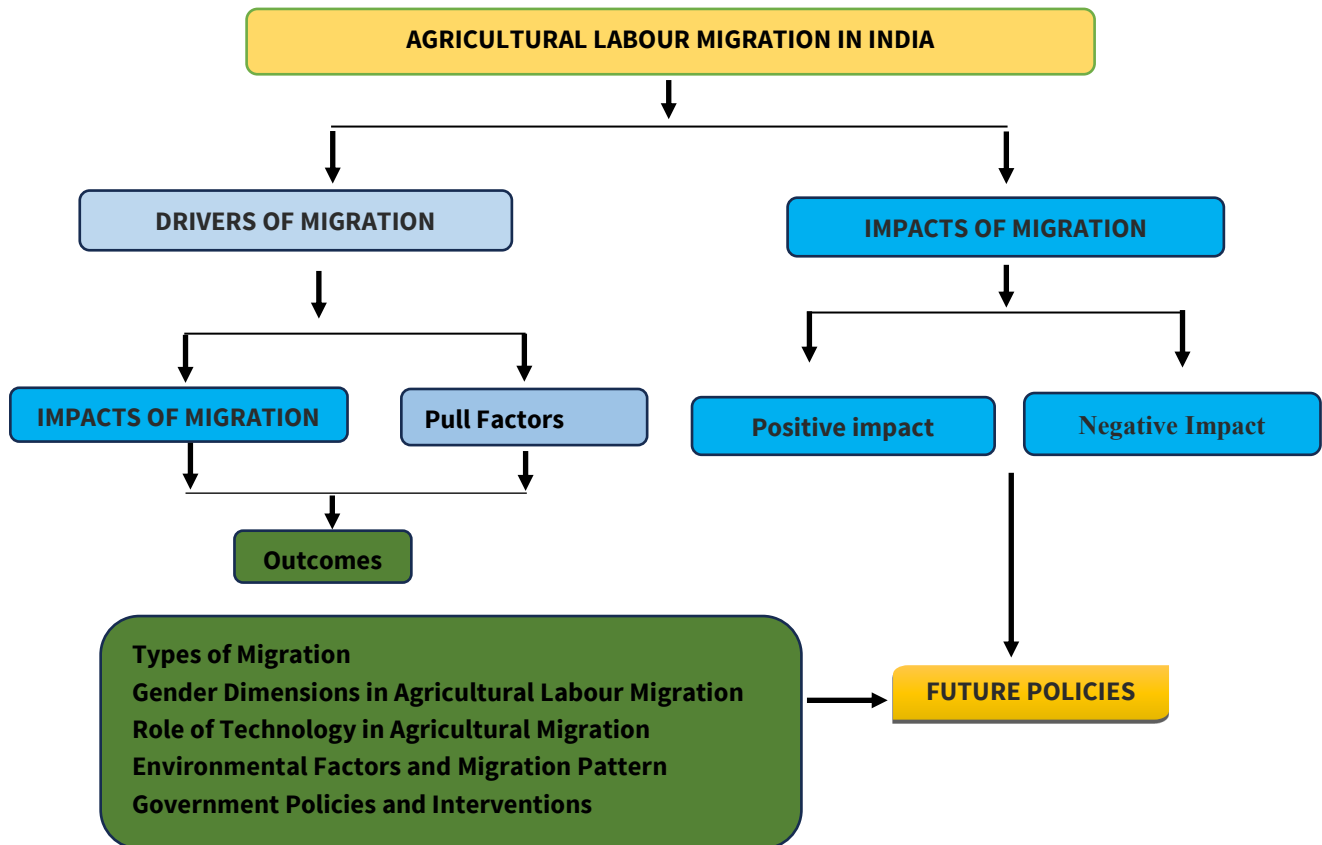 AGRICULTURAL LABOUR MIGRATION IN INDIA
DRIVERS OF MIGRATION
IMPACTS OF MIGRATION
IMPACTS OF MIGRATION
Pull Factors
Positive impact
Negative Impact
Outcomes
Types of Migration
Gender Dimensions in Agricultural Labour Migration
Role of Technology in Agricultural Migration
Environmental Factors and Migration Pattern
Government Policies and Interventions
FUTURE POLICIES